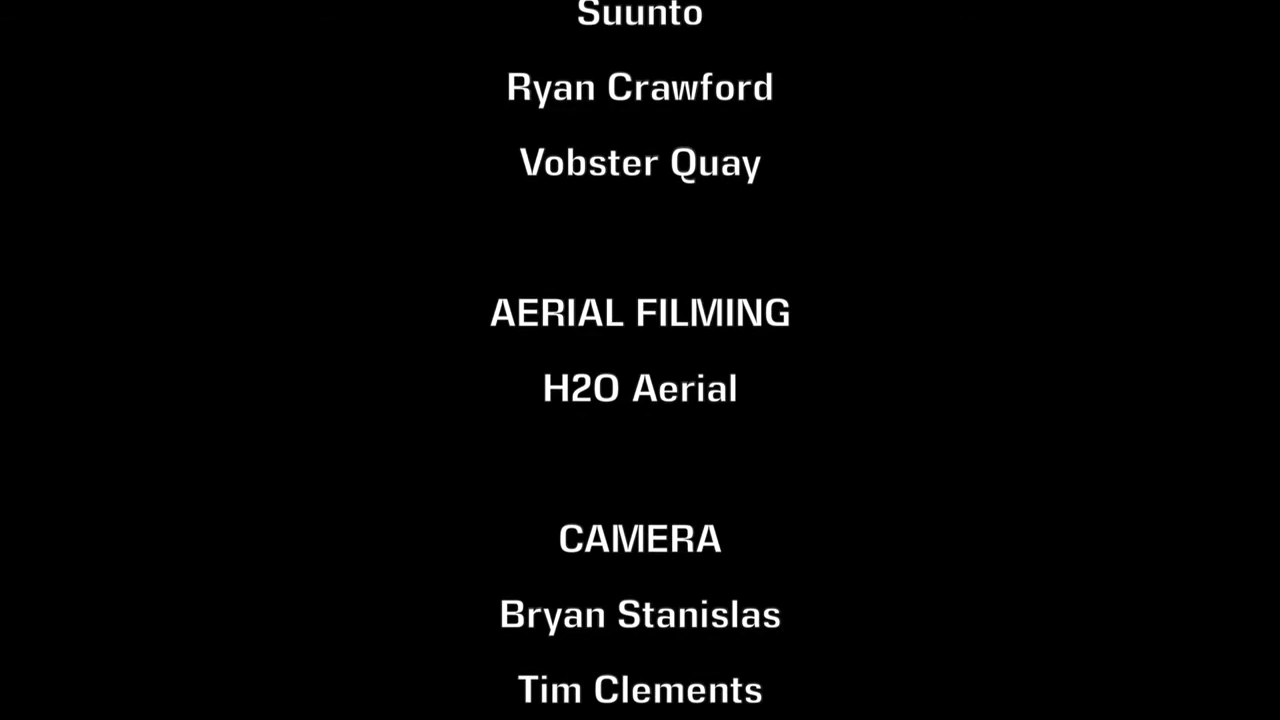 Suunto
Ryan Crawford
Vobster Quay
AERIAL FILMING
H2O Aerial
CAMERA
Bryan Stanislas
Tim Clements